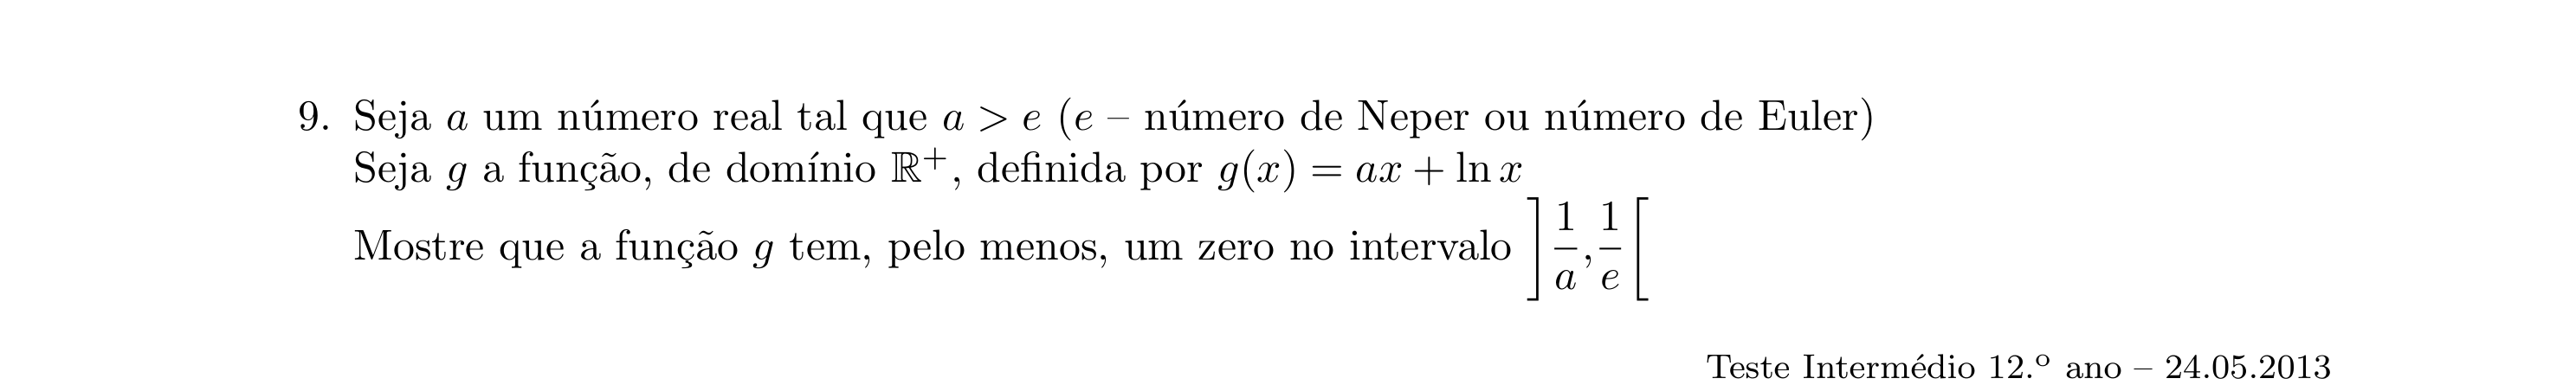 9. Seja a um número real tal que a > e (e – número de Neper ou número de Euler)
Seja g a função, de domínio ℝ⁺, definida por g(x) = ax + ln x
Mostre que a função g tem, pelo menos, um zero no intervalo ]1/a, 1/e[
Teste Intermédio 12.º ano – 24.05.2013